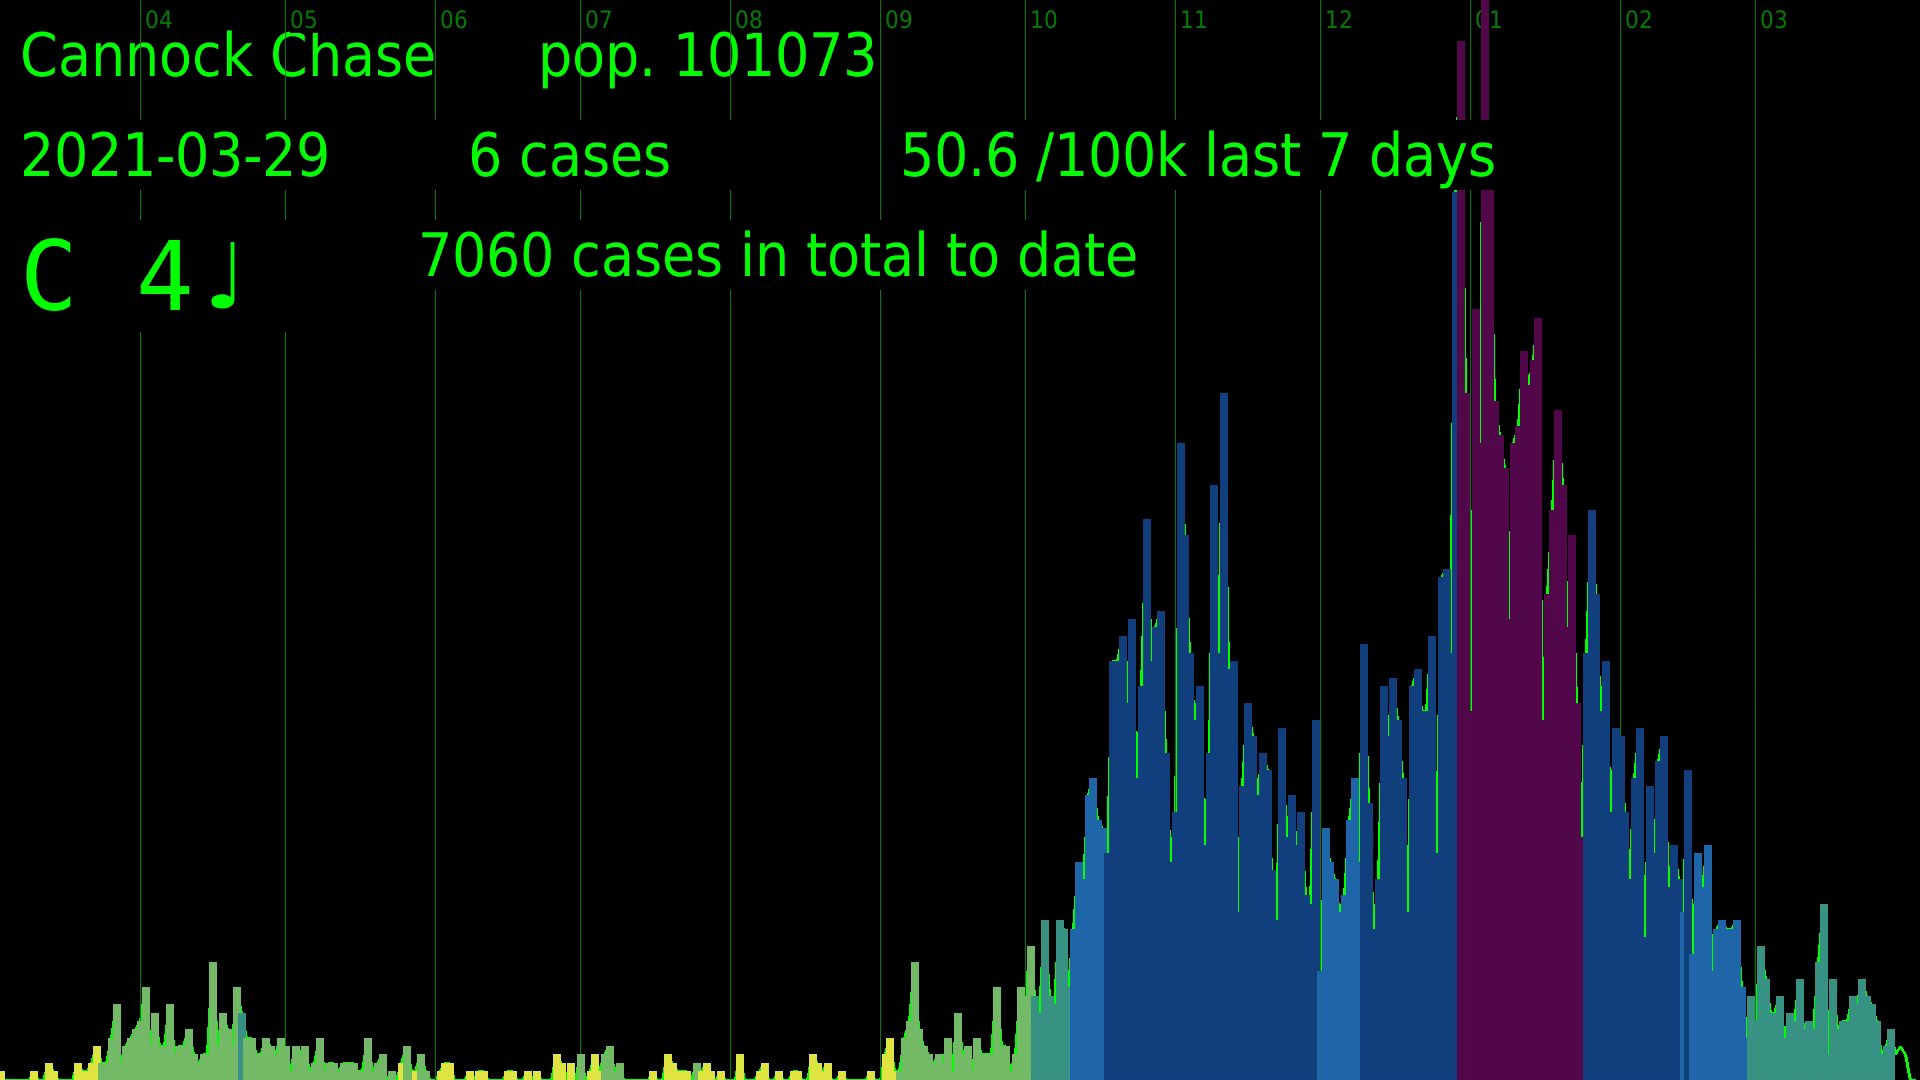 04 05 06 07 08 09 10 11 12 01 02 03
Cannock Chase pop. 101073
2021-03-29 6 cases 50.6 /100k last 7 days
C 4♩ 7060 cases in total to date